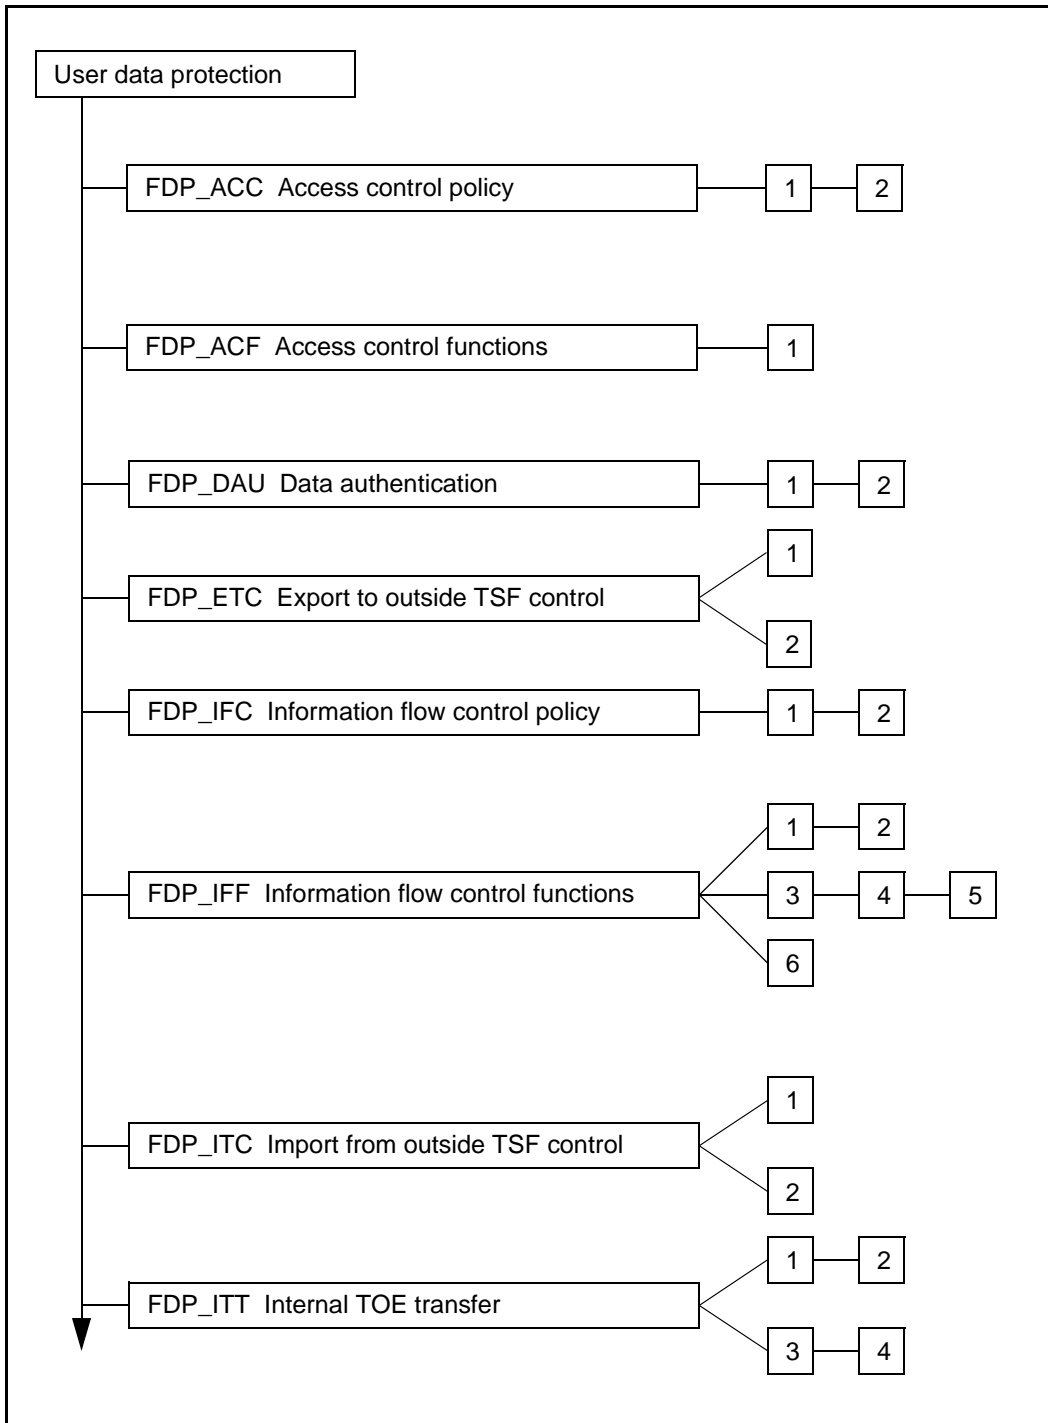 User data protection
FDP_ACC Access control policy 1 2
FDP_ACF Access control functions 1
FDP_DAU Data authentication 1 2
1
FDP_ETC Export to outside TSF control
2
FDP_IFC Information flow control policy 1 2
1 2
FDP_IFF Information flow control functions 3 4 5
6
1
FDP_ITC Import from outside TSF control
2
1 2
FDP_ITT Internal TOE transfer
3 4